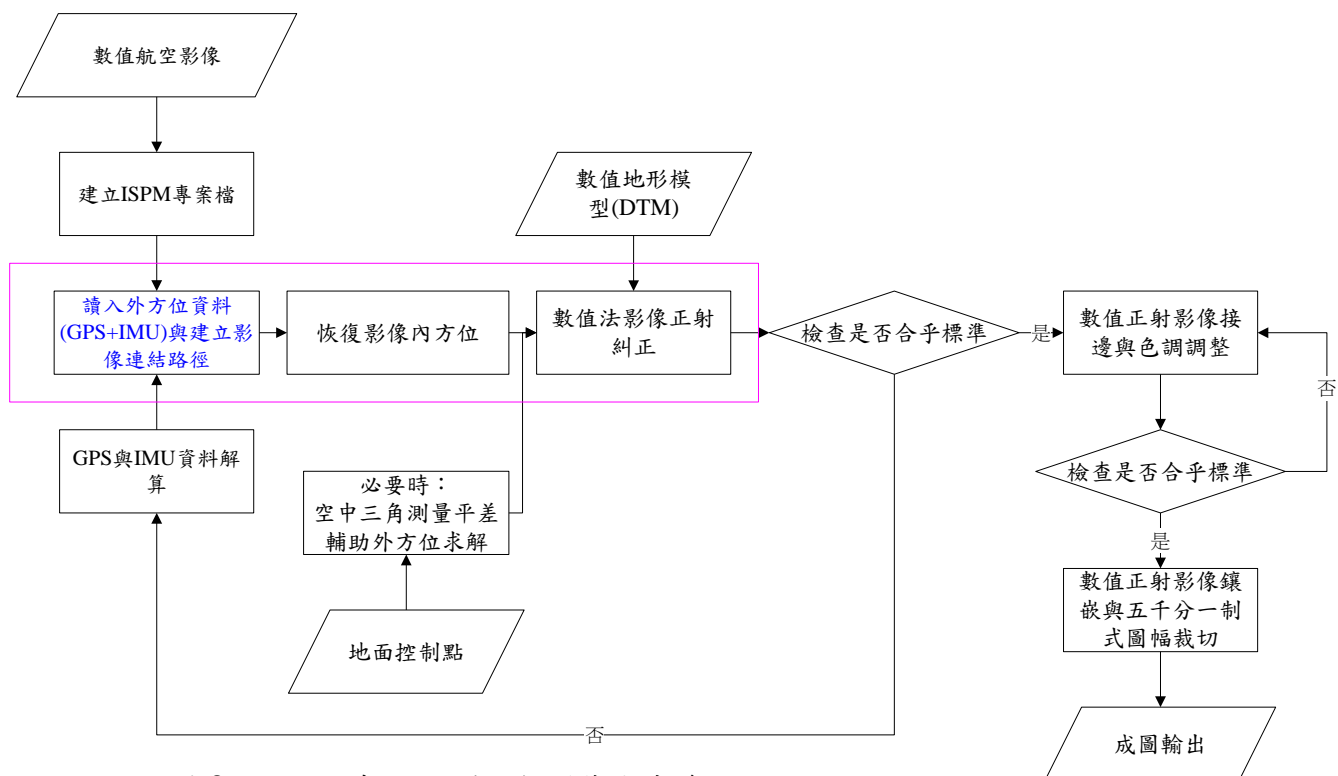 數值航空影像
建立ISPM專案檔
數值地形模
型(DTM)
讀入外方位資料
(GPS+IMU)與建立影
像連結路徑
恢復影像內方位
數值法影像正射
糾正
檢查是否合乎標準
是
數值正射影像接
邊與色調調整
否
GPS與IMU資料解
算
必要時：
空中三角測量平差
輔助外方位求解
檢查是否合乎標準
是
地面控制點
數值正射影像鑲
嵌與五千分一制
式圖幅裁切
否
成圖輸出